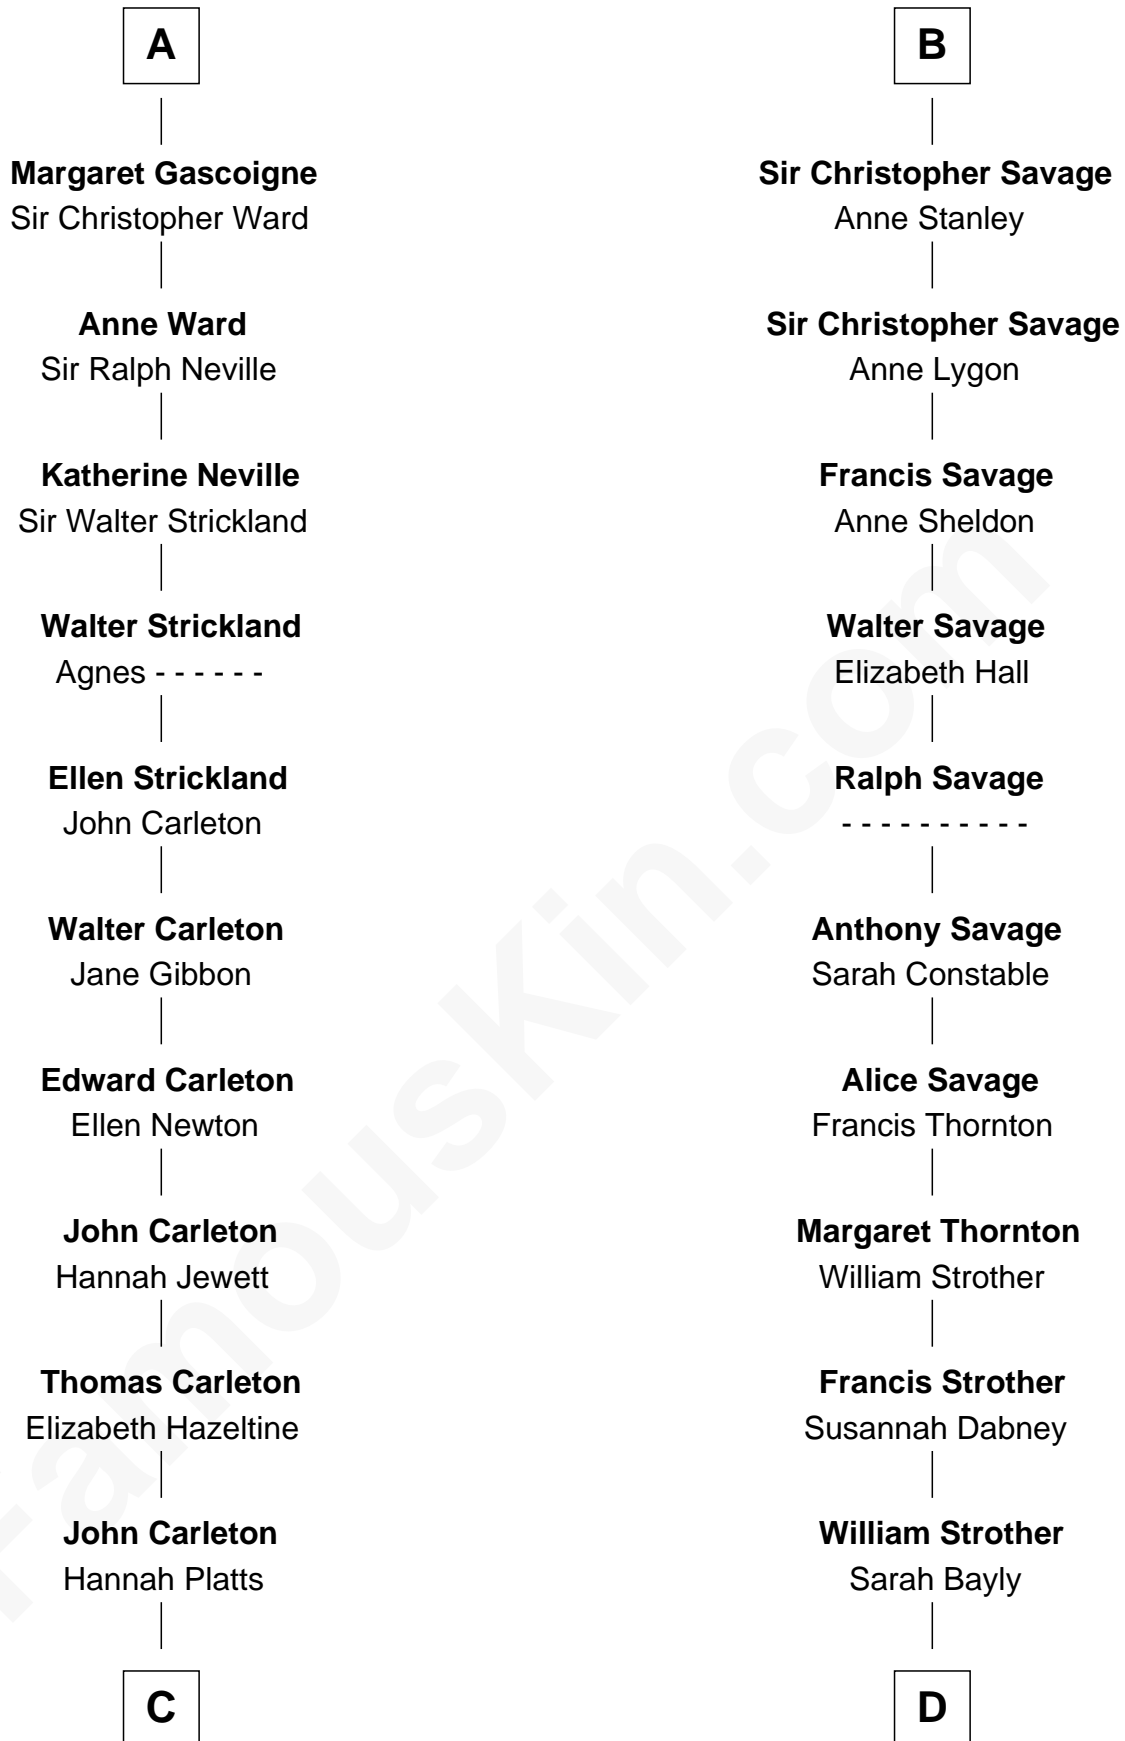 A
Margaret Gascoigne
Sir Christopher Ward
Anne Ward
Sir Ralph Neville
Katherine Neville
Sir Walter Strickland
Walter Strickland
Agnes - - - - - -
Ellen Strickland
John Carleton
Walter Carleton
Jane Gibbon
Edward Carleton
Ellen Newton
John Carleton
Hannah Jewett
Thomas Carleton
Elizabeth Hazeltine
John Carleton
Hannah Platts
C
B
Sir Christopher Savage
Anne Stanley
Sir Christopher Savage
Anne Lygon
Francis Savage
Anne Sheldon
Walter Savage
Elizabeth Hall
Ralph Savage
- - - - - - - - - -
Anthony Savage
Sarah Constable
Alice Savage
Francis Thornton
Margaret Thornton
William Strother
Francis Strother
Susannah Dabney
William Strother
Sarah Bayly
D
FamousKin.com